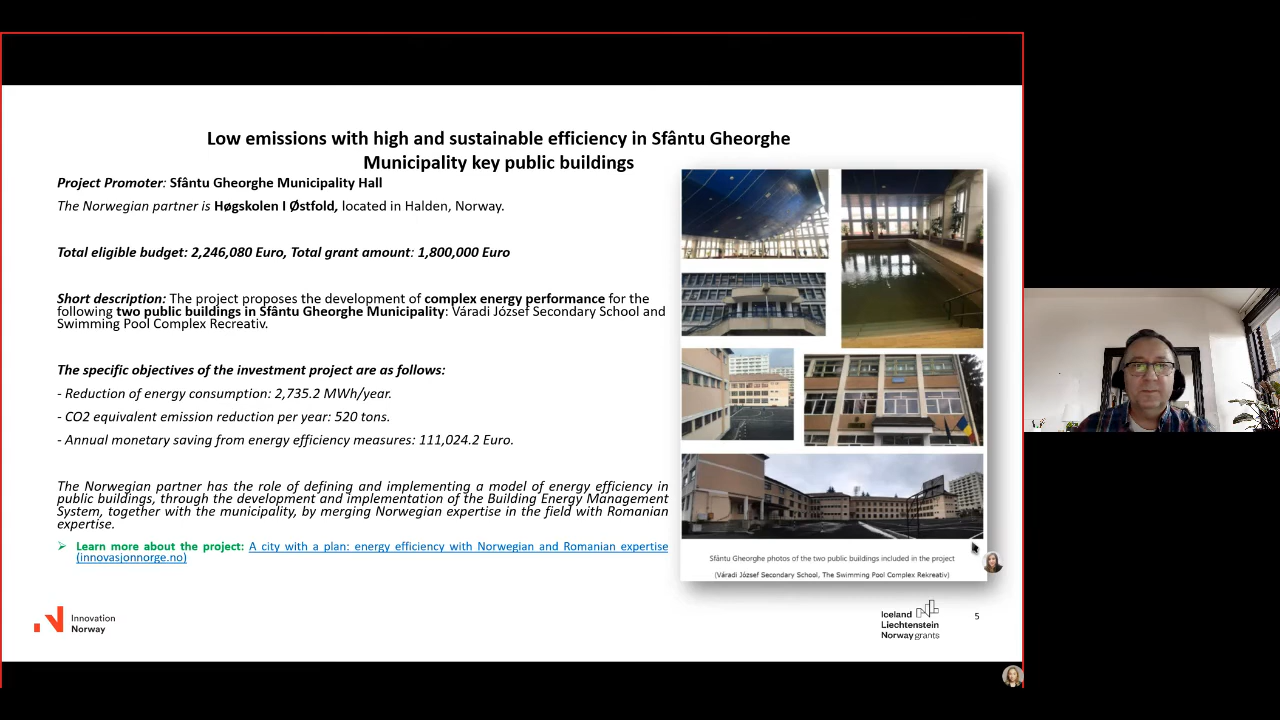 Low emissions with high and sustainable efficiency in Sfântu Gheorghe
Municipality key public buildings
Project Promoter: Sfântu Gheorghe Municipality Hall
The Norwegian partner is Høgskolen I Østfold, located in Halden, Norway.
Total eligible budget: 2,246,080 Euro, Total grant amount: 1,800,000 Euro
Short description: The project proposes the development of complex energy performance for the
following two public buildings in Sfântu Gheorghe Municipality: Váradi József Secondary School and
Swimming Pool Complex Recreativ.
The specific objectives of the investment project are as follows:
- Reduction of energy consumption: 2,735.2 MWh/year.
- CO2 equivalent emission reduction per year: 520 tons.
- Annual monetary saving from energy efficiency measures: 111,024.2 Euro.
The Norwegian partner has the role of defining and implementing a model of energy efficiency in
public buildings, through the development and implementation of the Building Energy Management
System, together with the municipality, by merging Norwegian expertise in the field with Romanian
expertise.
Learn more about the project: A city with a plan: energy efficiency with Norwegian and Romanian expertise
(innovasjonnorge.no)
Sfântu Gheorghe photos of the two public buildings included in the project
(Váradi József Secondary School, The Swimming Pool Complex Rekreativ)
Innovation
Norway
Iceland
Liechtenstein
Norway grants
5